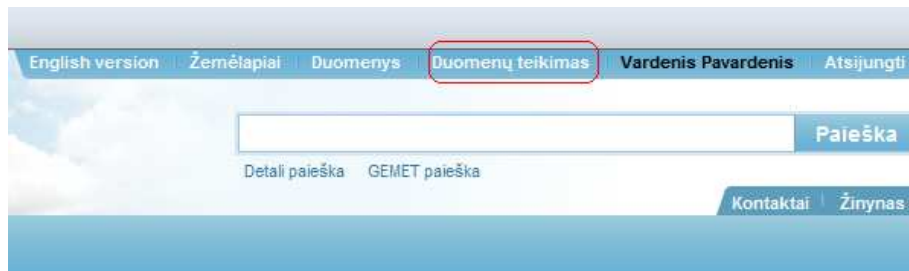 English version Žemėlapiai Duomenys Duomenų teikimas Vardenis Pavardenis Atsijungti
Paieška
Detali paieška GEMET paieška
Kontaktai Žinynas